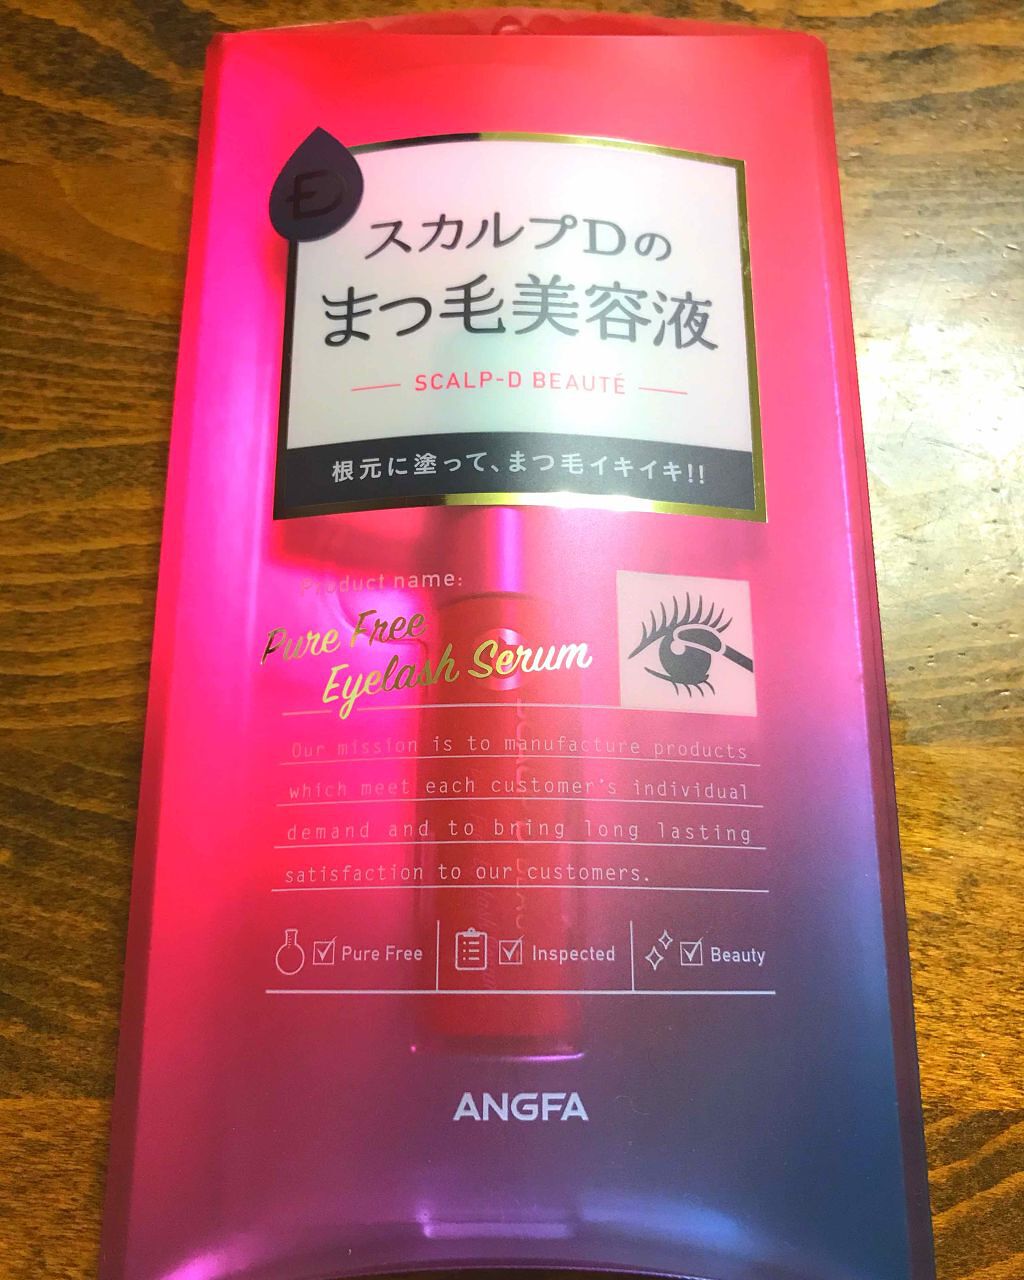 スカルプDの
まつ毛美容液
SCALP-D BEAUTÉ
根元に塗って、まつ毛イキイキ!!
Product name:
Pure Free
Eyelash Serum
Our mission is to manufacture products
which meet each customer's individual
demand and to bring long lasting
satisfaction to our customers.
Pure Free
Inspected
Beauty
ANGFA